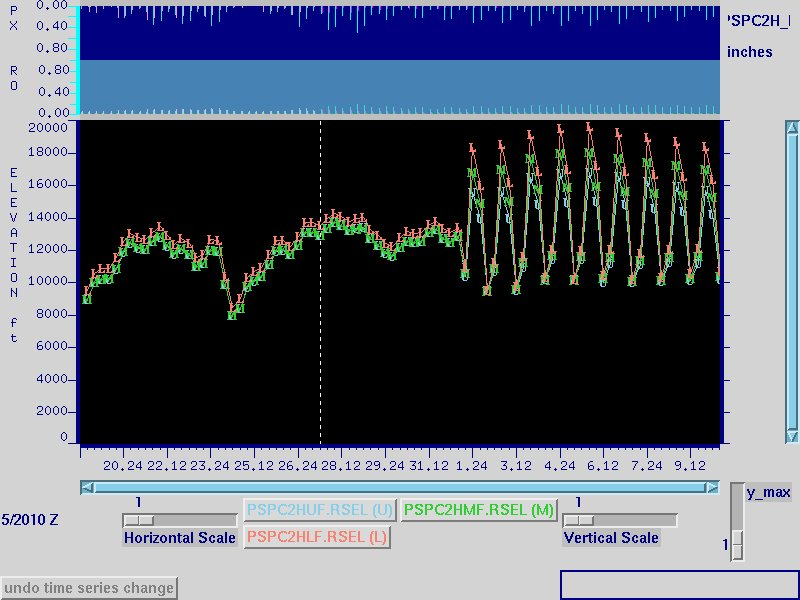 PX
0.00
0.40
0.80
PSPC2H_
inches
RO
0.80
0.40
0.00
ELEVATION ft
20000
18000
16000
14000
12000
10000
8000
6000
4000
2000
0
20.24 22.12 23.24 25.12 26.24 28.12 29.24 31.12 1.24 3.12 4.24 6.12 7.24 9.12
1
1
y_max
5/2010 Z
PSPC2HUF.RSEL (U)
PSPC2HMF.RSEL (M)
Horizontal Scale
PSPC2HLF.RSEL (L)
Vertical Scale
1
undo time series change